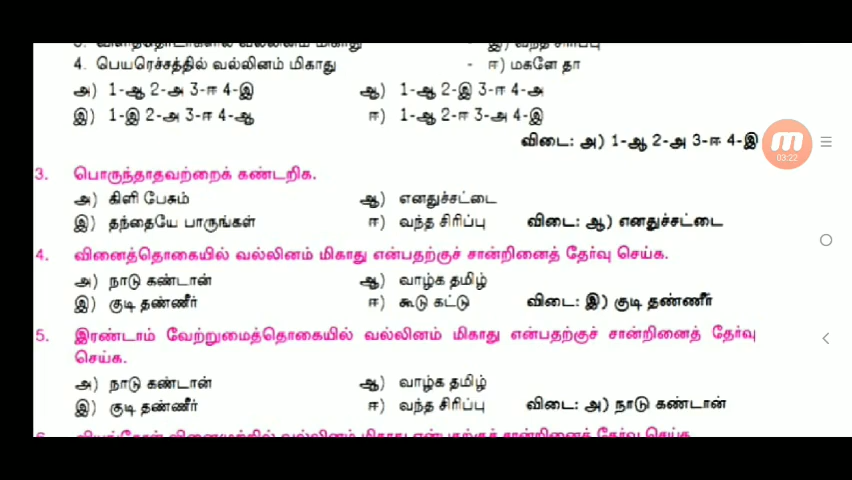 4. பெயரெச்சத்தில் வல்லினம் மிகாது - ஈ) மகளே தா
அ) 1-ஆ 2-அ 3-ஈ 4-இ ஆ) 1-ஆ 2-இ 3-ஈ 4-அ
இ) 1-இ 2-அ 3-ஈ 4-ஆ ஈ) 1-ஆ 2-ஈ 3-அ 4-இ
விடை: அ) 1-ஆ 2-அ 3-ஈ 4-இ
03:22
3. பொருந்தாதவற்றைக் கண்டறிக.
அ) கிளி பேசும் ஆ) எனதுச்சட்டை
இ) தந்தையே பாருங்கள் ஈ) வந்த சிரிப்பு விடை: ஆ) எனதுச்சட்டை
4. வினைத்தொகையில் வல்லினம் மிகாது என்பதற்குச் சான்றினைத் தேர்வு செய்க.
அ) நாடு கண்டான் ஆ) வாழ்க தமிழ்
இ) குடி தண்ணீர் ஈ) கூடு கட்டு விடை: இ) குடி தண்ணீர்
5. இரண்டாம் வேற்றுமைத்தொகையில் வல்லினம் மிகாது என்பதற்குச் சான்றினைத் தேர்வு
செய்க.
அ) நாடு கண்டான் ஆ) வாழ்க தமிழ்
இ) குடி தண்ணீர் ஈ) வந்த சிரிப்பு விடை: அ) நாடு கண்டான்